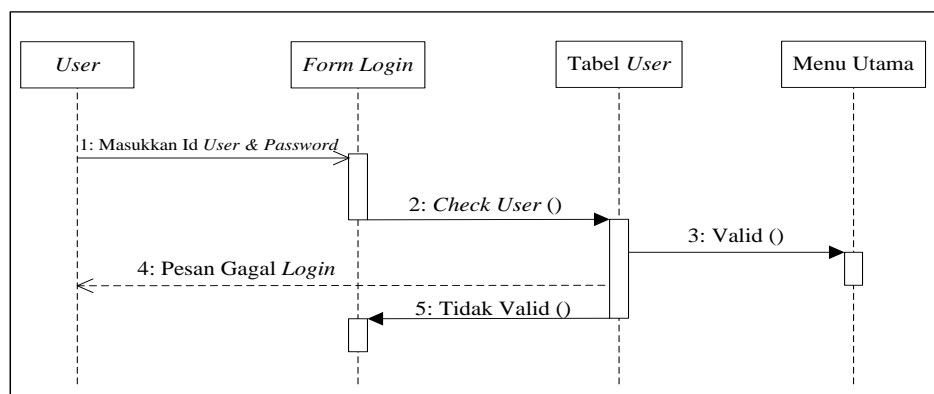 User
Form Login
Tabel User
Menu Utama
1: Masukkan Id User & Password
2: Check User ()
3: Valid ()
4: Pesan Gagal Login
5: Tidak Valid ()